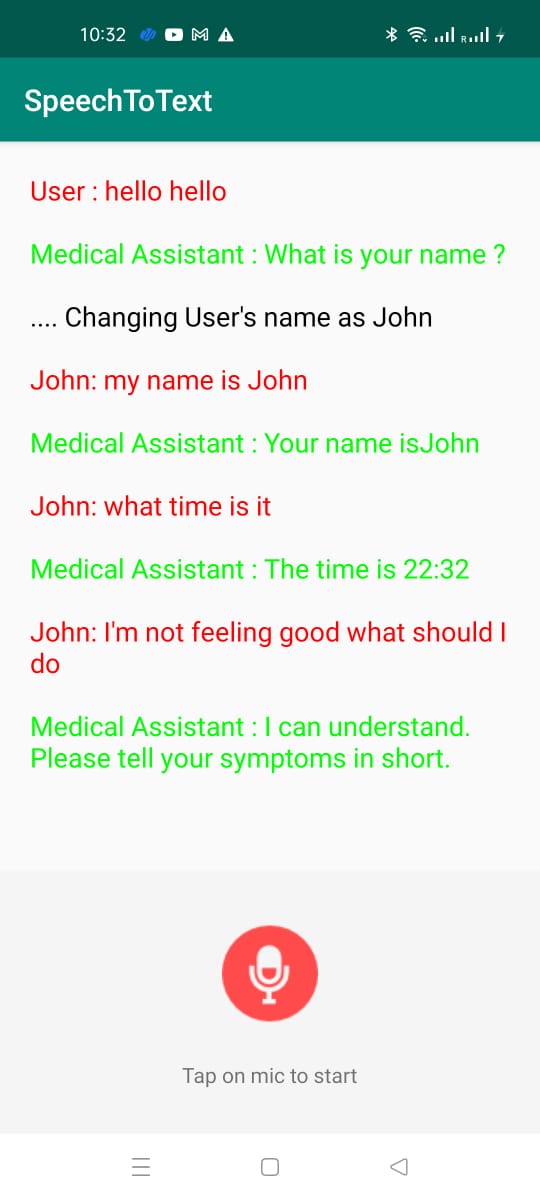 10:32
SpeechToText
User : hello hello
Medical Assistant : What is your name ?
.... Changing User's name as John
John: my name is John
Medical Assistant : Your name isJohn
John: what time is it
Medical Assistant : The time is 22:32
John: I'm not feeling good what should I
do
Medical Assistant : I can understand.
Please tell your symptoms in short.
Tap on mic to start